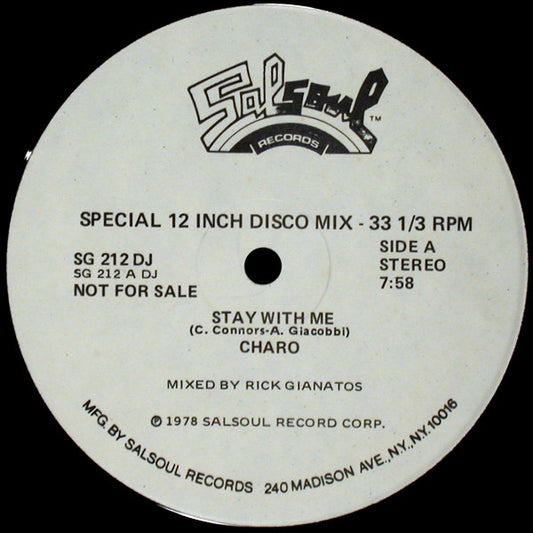 Salsoul TM
RECORDS
SPECIAL 12 INCH DISCO MIX - 33 1/3 RPM
SG 212 DJ
SG 212 A DJ
NOT FOR SALE
SIDE A
STEREO
7:58
STAY WITH ME
(C. Connors-A. Giacobbi)
CHARO
MIXED BY RICK GIANATOS
℗ 1978 SALSOUL RECORD CORP.
MFG. BY SALSOUL RECORDS 240 MADISON AVE., N.Y., N.Y. 10016